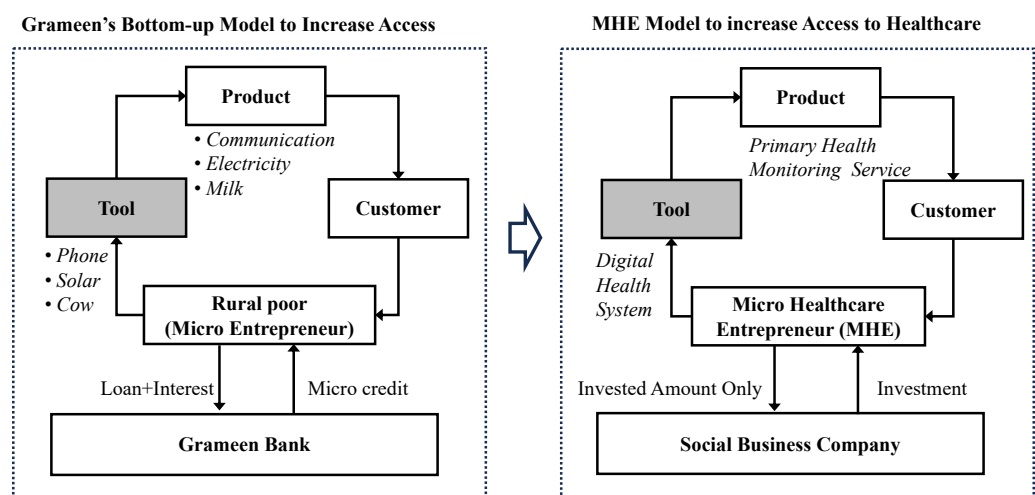 Grameen's Bottom-up Model to Increase Access
Product
• Communication
• Electricity
• Milk
Tool
Customer
• Phone
• Solar
• Cow
Rural poor
(Micro Entrepreneur)
Loan+Interest
Micro credit
Grameen Bank
MHE Model to increase Access to Healthcare
Product
Primary Health
Monitoring Service
Tool
Customer
Digital
Health
System
Micro Healthcare
Entrepreneur (MHE)
Invested Amount Only
Investment
Social Business Company